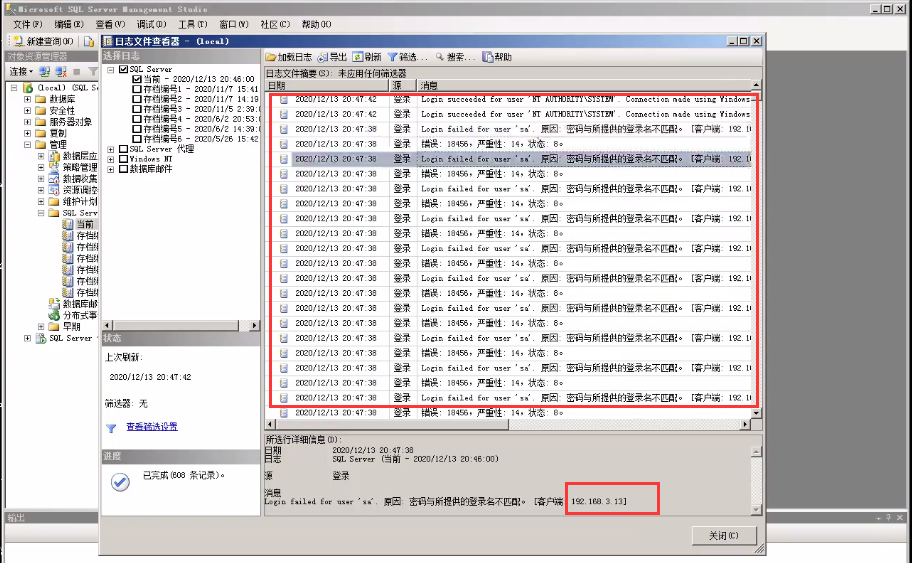 Microsoft SQL Server Management Studio
文件(F) 编辑(E) 查看(V) 调试(D) 工具(T) 窗口(W) 社区(C) 帮助(H)
新建查询(N)
对象资源管理器
连接
(local) (SQL Se
数据库
安全性
服务器对象
复制
管理
数据层应
策略管理
数据收集
资源调控
维护计划
SQL Serv
当前
存档编
存档编
存档编
存档编
存档编
存档编
数据库邮
分布式事
早期
SQL Server
输出
日志文件查看器 - (local)
选择日志
SQL Server
当前 - 2020/12/13 20:46:00
存档编号1 - 2020/11/7 15:41
存档编号2 - 2020/11/7 14:19
存档编号3 - 2020/11/5
存档编号4 - 2020/6/2 20:53:0
存档编号5 - 2020/6/2 14:39:0
存档编号6 - 2020/5/26 15:42
SQL Server 代理
Windows NT
数据库邮件
状态
上次刷新:
2020/12/13 20:47:42
筛选器: 无
查看筛选设置
进度
已完成(608 条记录)。
加载日志 导出 刷新 筛选... 搜索... 帮助
日志文件摘要(S): 未应用任何筛选器
日期 源 消息
2020/12/13 20:47:42 登录 Login succeeded for user 'NT AUTHORITY\SYSTEM'. Connection made using Windows
2020/12/13 20:47:42 登录 Login succeeded for user 'NT AUTHORITY\SYSTEM'. Connection made using Windows
2020/12/13 20:47:38 登录 Login failed for user 'sa'. 原因: 密码与所提供的登录名不匹配。 [客户端: 192.16
2020/12/13 20:47:38 登录 错误: 18456，严重性: 14，状态: 8。
2020/12/13 20:47:38 登录 Login failed for user 'sa'. 原因: 密码与所提供的登录名不匹配。 [客户端: 192.16
2020/12/13 20:47:38 登录 错误: 18456，严重性: 14，状态: 8。
2020/12/13 20:47:38 登录 Login failed for user 'sa'. 原因: 密码与所提供的登录名不匹配。 [客户端: 192.16
2020/12/13 20:47:38 登录 错误: 18456，严重性: 14，状态: 8。
2020/12/13 20:47:38 登录 Login failed for user 'sa'. 原因: 密码与所提供的登录名不匹配。 [客户端: 192.16
2020/12/13 20:47:38 登录 错误: 18456，严重性: 14，状态: 8。
2020/12/13 20:47:38 登录 Login failed for user 'sa'. 原因: 密码与所提供的登录名不匹配。 [客户端: 192.16
2020/12/13 20:47:38 登录 错误: 18456，严重性: 14，状态: 8。
2020/12/13 20:47:38 登录 Login failed for user 'sa'. 原因: 密码与所提供的登录名不匹配。 [客户端: 192.16
2020/12/13 20:47:38 登录 错误: 18456，严重性: 14，状态: 8。
2020/12/13 20:47:38 登录 Login failed for user 'sa'. 原因: 密码与所提供的登录名不匹配。 [客户端: 192.16
2020/12/13 20:47:38 登录 错误: 18456，严重性: 14，状态: 8。
2020/12/13 20:47:38 登录 Login failed for user 'sa'. 原因: 密码与所提供的登录名不匹配。 [客户端: 192.16
2020/12/13 20:47:38 登录 错误: 18456，严重性: 14，状态: 8。
2020/12/13 20:47:38 登录 Login failed for user 'sa'. 原因: 密码与所提供的登录名不匹配。 [客户端: 192.16
2020/12/13 20:47:38 登录 错误: 18456，严重性: 14，状态: 8。
2020/12/13 20:47:38 登录 Login failed for user 'sa'. 原因: 密码与所提供的登录名不匹配。 [客户端: 192.16
2020/12/13 20:47:38 登录 错误: 18456，严重性: 14，状态: 8。
所选行详细信息(D):
日期 2020/12/13 20:47:38
日志 SQL Server (当前 - 2020/12/13 20:46:00)
源 登录
消息
Login failed for user 'sa'. 原因: 密码与所提供的登录名不匹配。 [客户端: 192.168.3.13]
关闭(C)